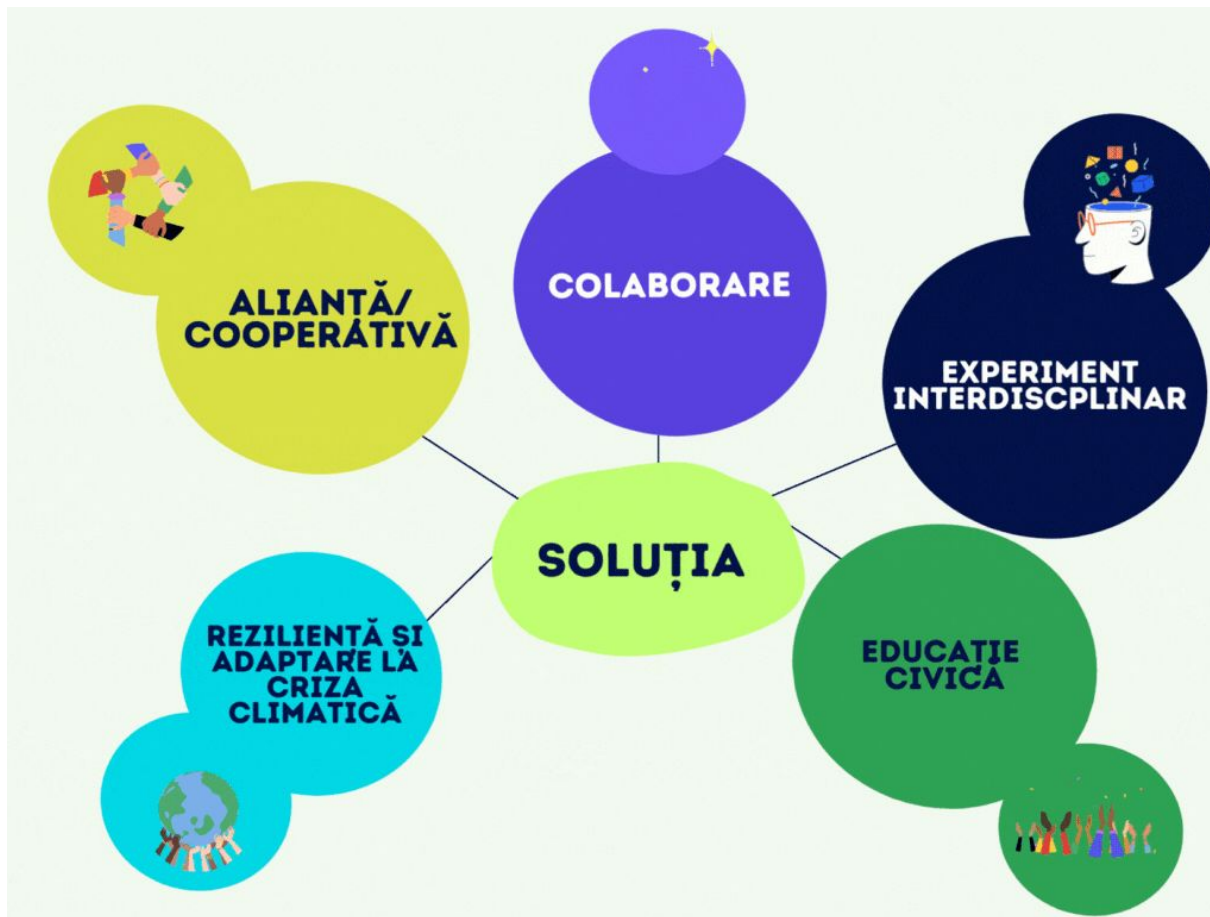 COLABORARE
ALIANȚĂ/
COOPERATIVĂ
EXPERIMENT
INTERDISCPLINAR
SOLUȚIA
REZILIENȚĂ ȘI
ADAPTARE LA
CRIZA
CLIMATICĂ
EDUCAȚIE
CIVICĂ